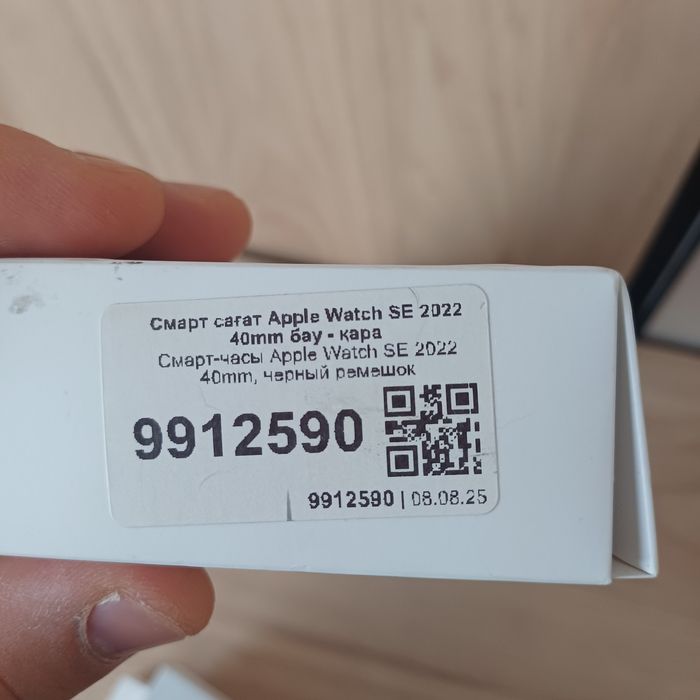 Смарт сағат Apple Watch SE 2022
40mm бау - қара
Смарт-часы Apple Watch SE 2022
40mm, черный ремешок
9912590
9912590 | 08.08.25